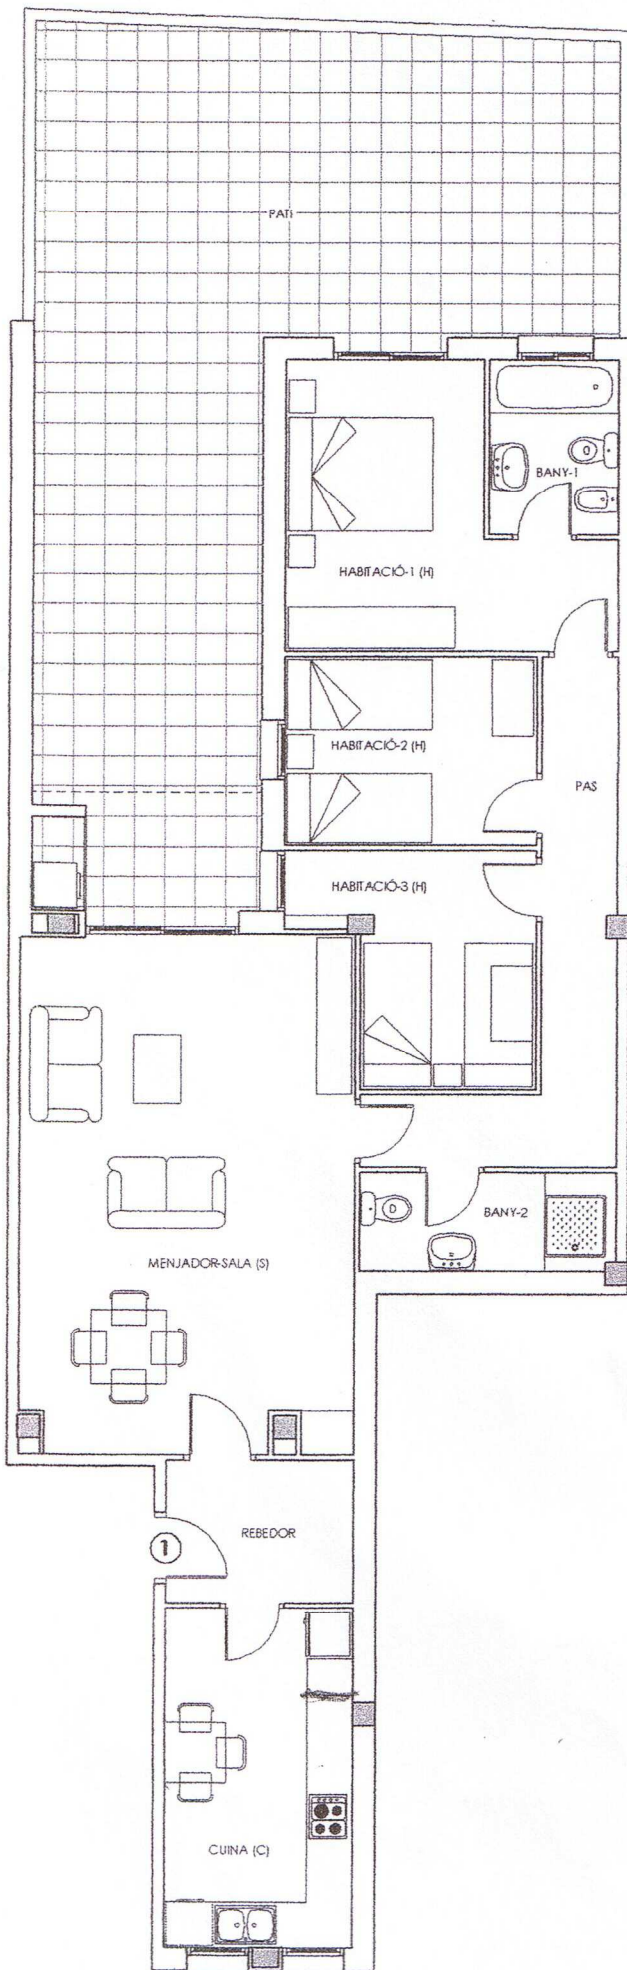 PATI
BANY-1
HABITACIÓ-1 (H)
HABITACIÓ-2 (H)
PAS
HABITACIÓ-3 (H)
BANY-2
MENJADOR-SALA (S)
REBEDOR
1
CUINA (C)